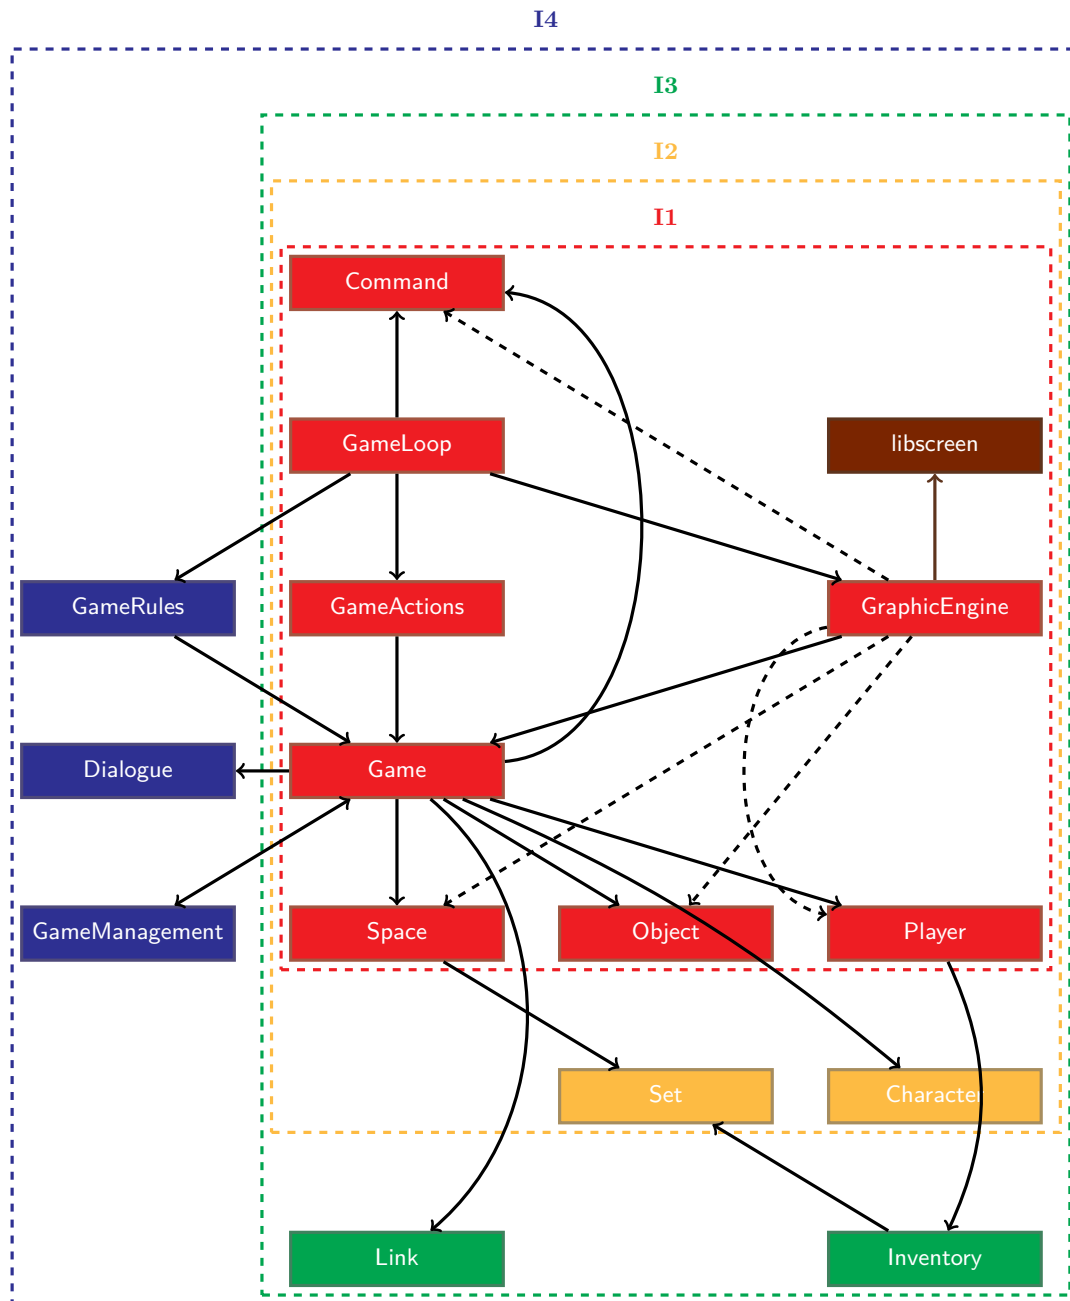 I4
I3
I2
I1
Command
GameLoop
libscreen
GameRules
GameActions
GraphicEngine
Dialogue
Game
GameManagement
Space
Object
Player
Set
Character
Link
Inventory